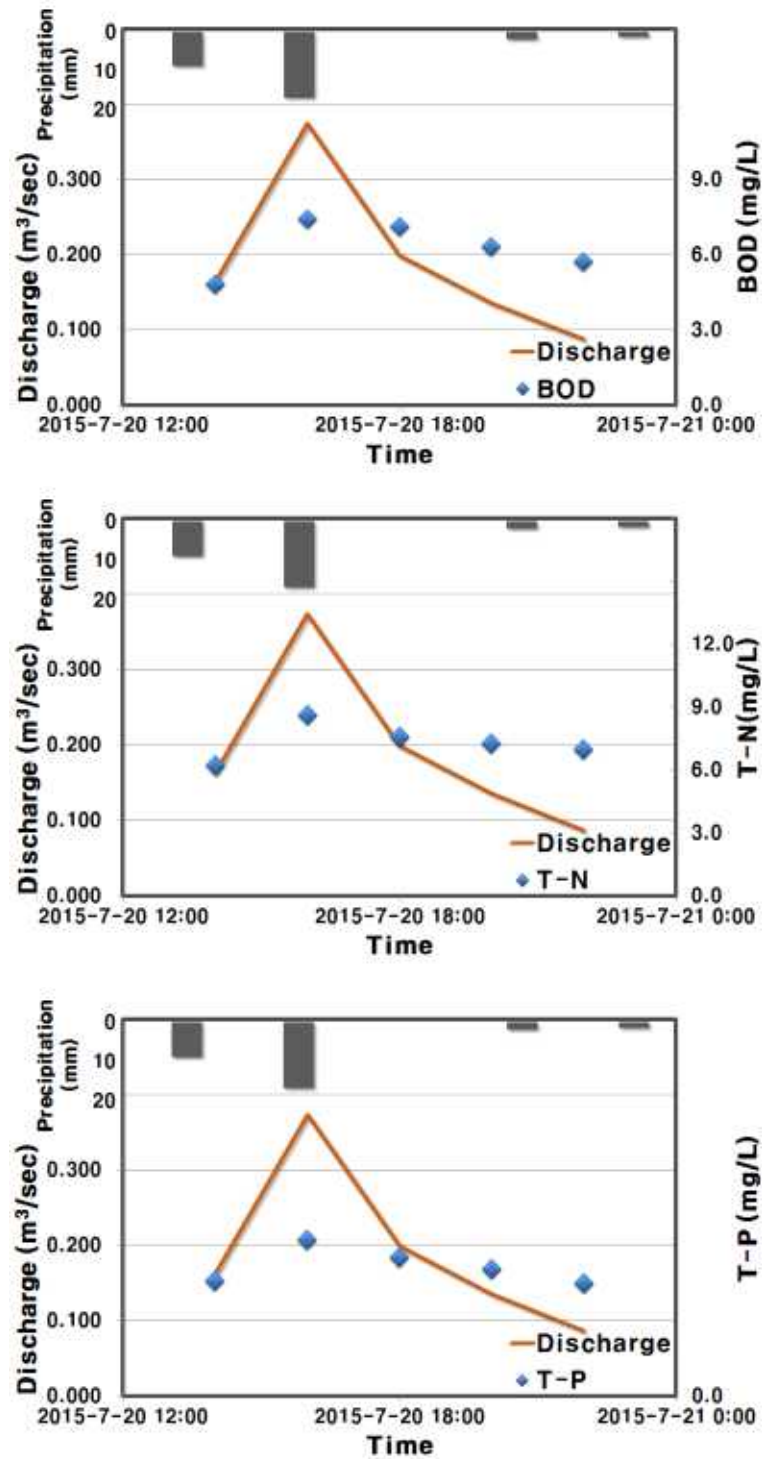 Precipitation
(mm)
0
10
20
Discharge (m³/sec)
0.300
0.200
0.100
0.000
9.0
6.0
3.0
0.0
BOD (mg/L)
Discharge
BOD
2015-7-20 12:00
2015-7-20 18:00
2015-7-21 0:00
Time
Precipitation
(mm)
0
10
20
Discharge (m³/sec)
0.300
0.200
0.100
0.000
12.0
9.0
6.0
3.0
0.0
T-N(mg/L)
Discharge
T-N
2015-7-20 12:00
2015-7-20 18:00
2015-7-21 0:00
Time
Precipitation
(mm)
0
10
20
Discharge (m³/sec)
0.300
0.200
0.100
0.000
0.0
T-P (mg/L)
Discharge
T-P
2015-7-20 12:00
2015-7-20 18:00
2015-7-21 0:00
Time